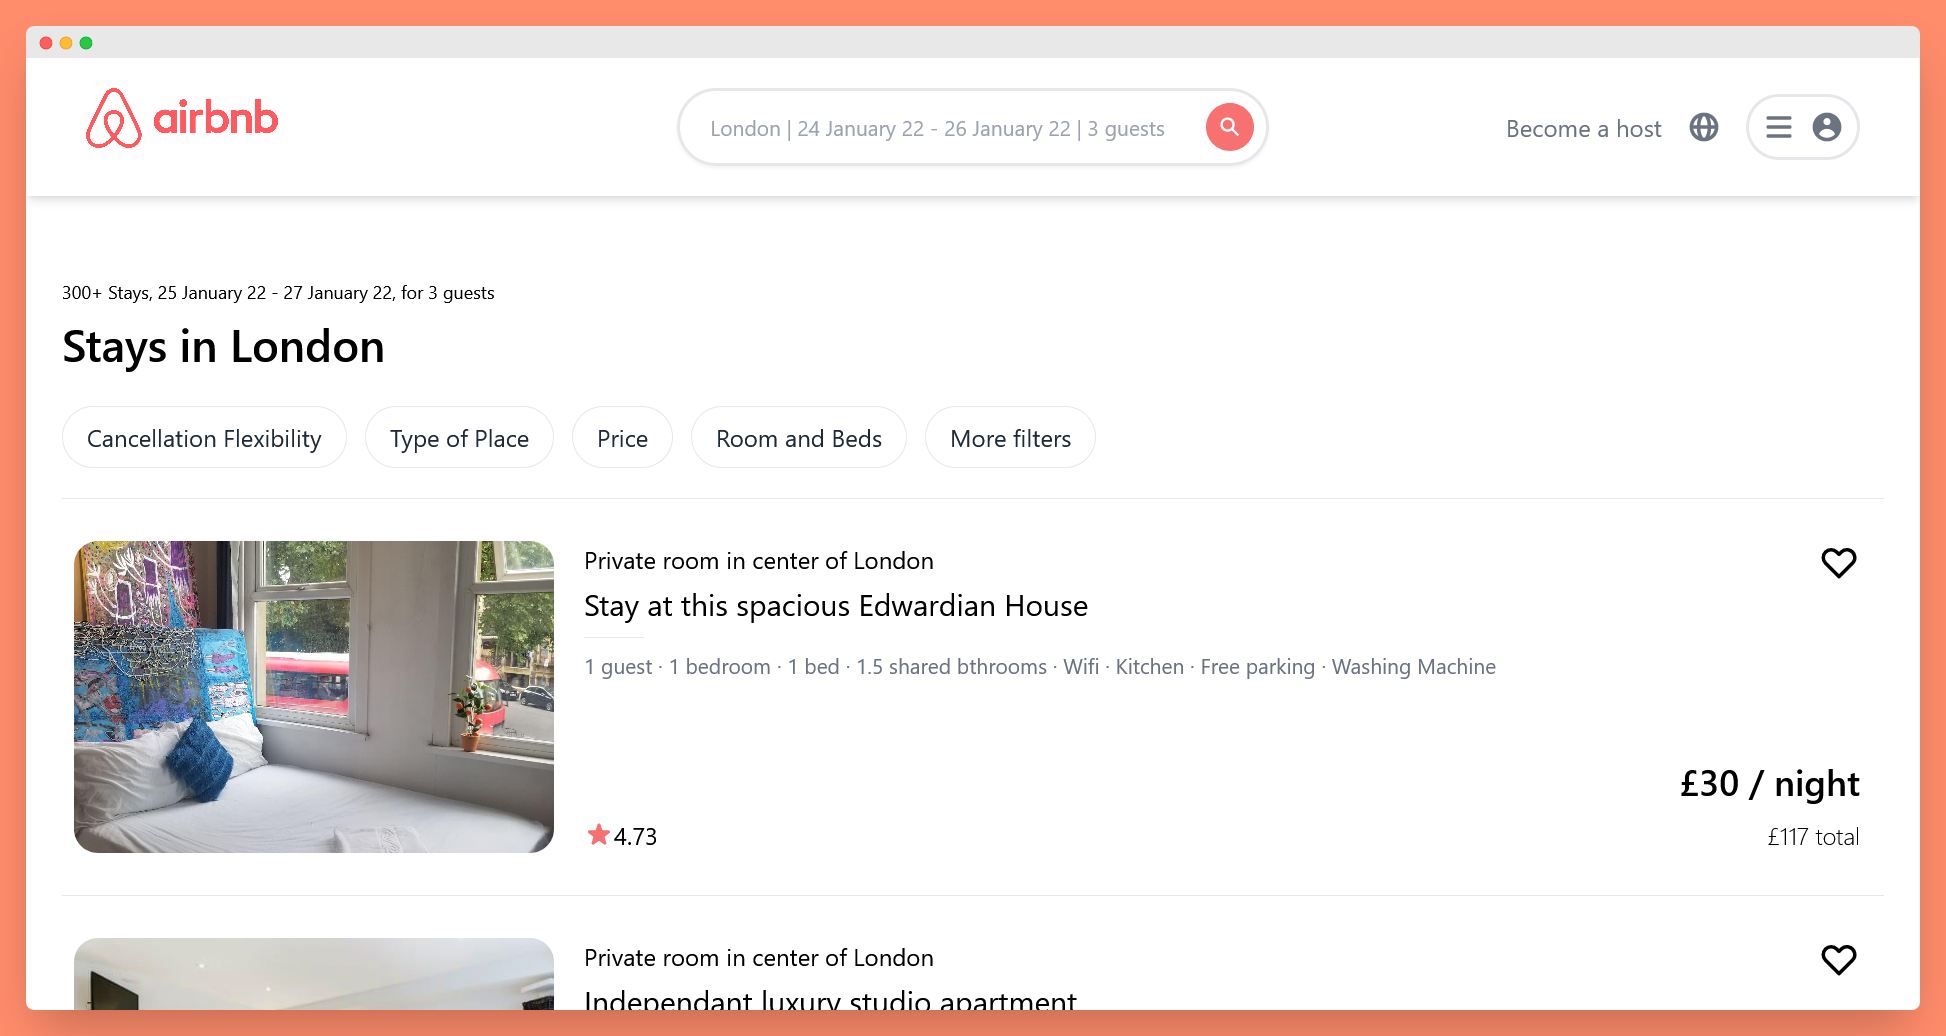 airbnb
London | 24 January 22 - 26 January 22 | 3 guests
Become a host
300+ Stays, 25 January 22 - 27 January 22, for 3 guests
Stays in London
Cancellation Flexibility
Type of Place
Price
Room and Beds
More filters
Private room in center of London
Stay at this spacious Edwardian House
1 guest · 1 bedroom · 1 bed · 1.5 shared bthrooms · Wifi · Kitchen · Free parking · Washing Machine
£30 / night
4.73
£117 total
Private room in center of London
Independant luxury studio apartment